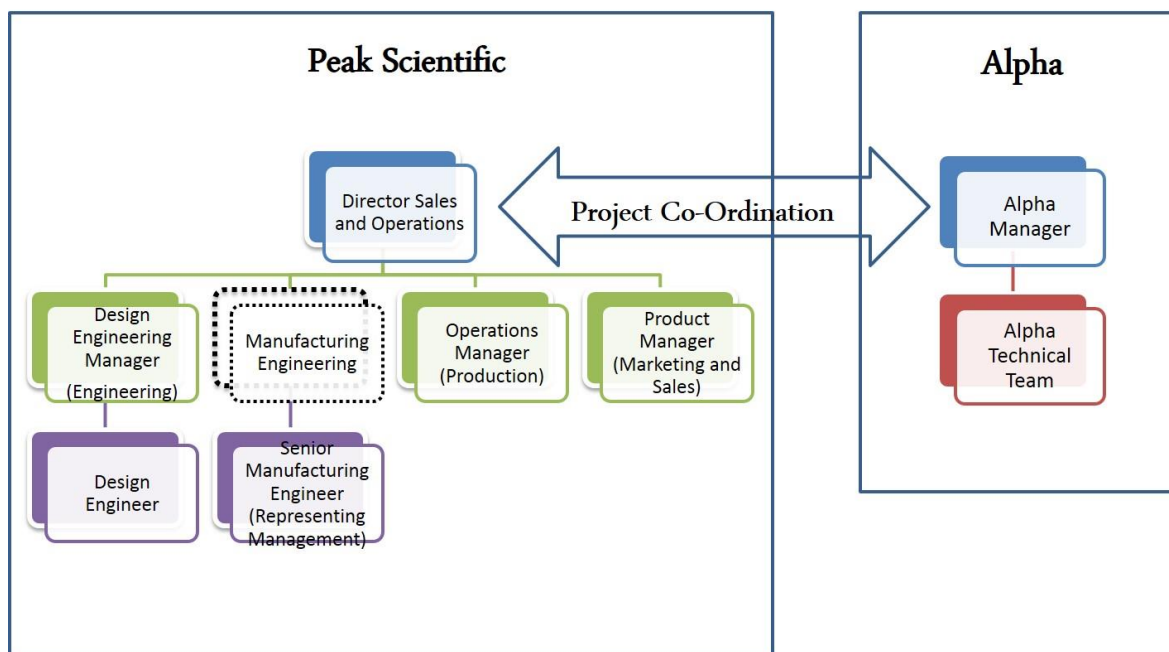 Peak Scientific
Alpha
Director Sales
and Operations
Project Co-Ordination
Alpha
Manager
Design
Engineering
Manager
(Engineering)
Manufacturing
Engineering
Operations
Manager
(Production)
Product
Manager
(Marketing and
Sales)
Alpha
Technical
Team
Design
Engineer
Senior
Manufacturing
Engineer
(Representing
Management)